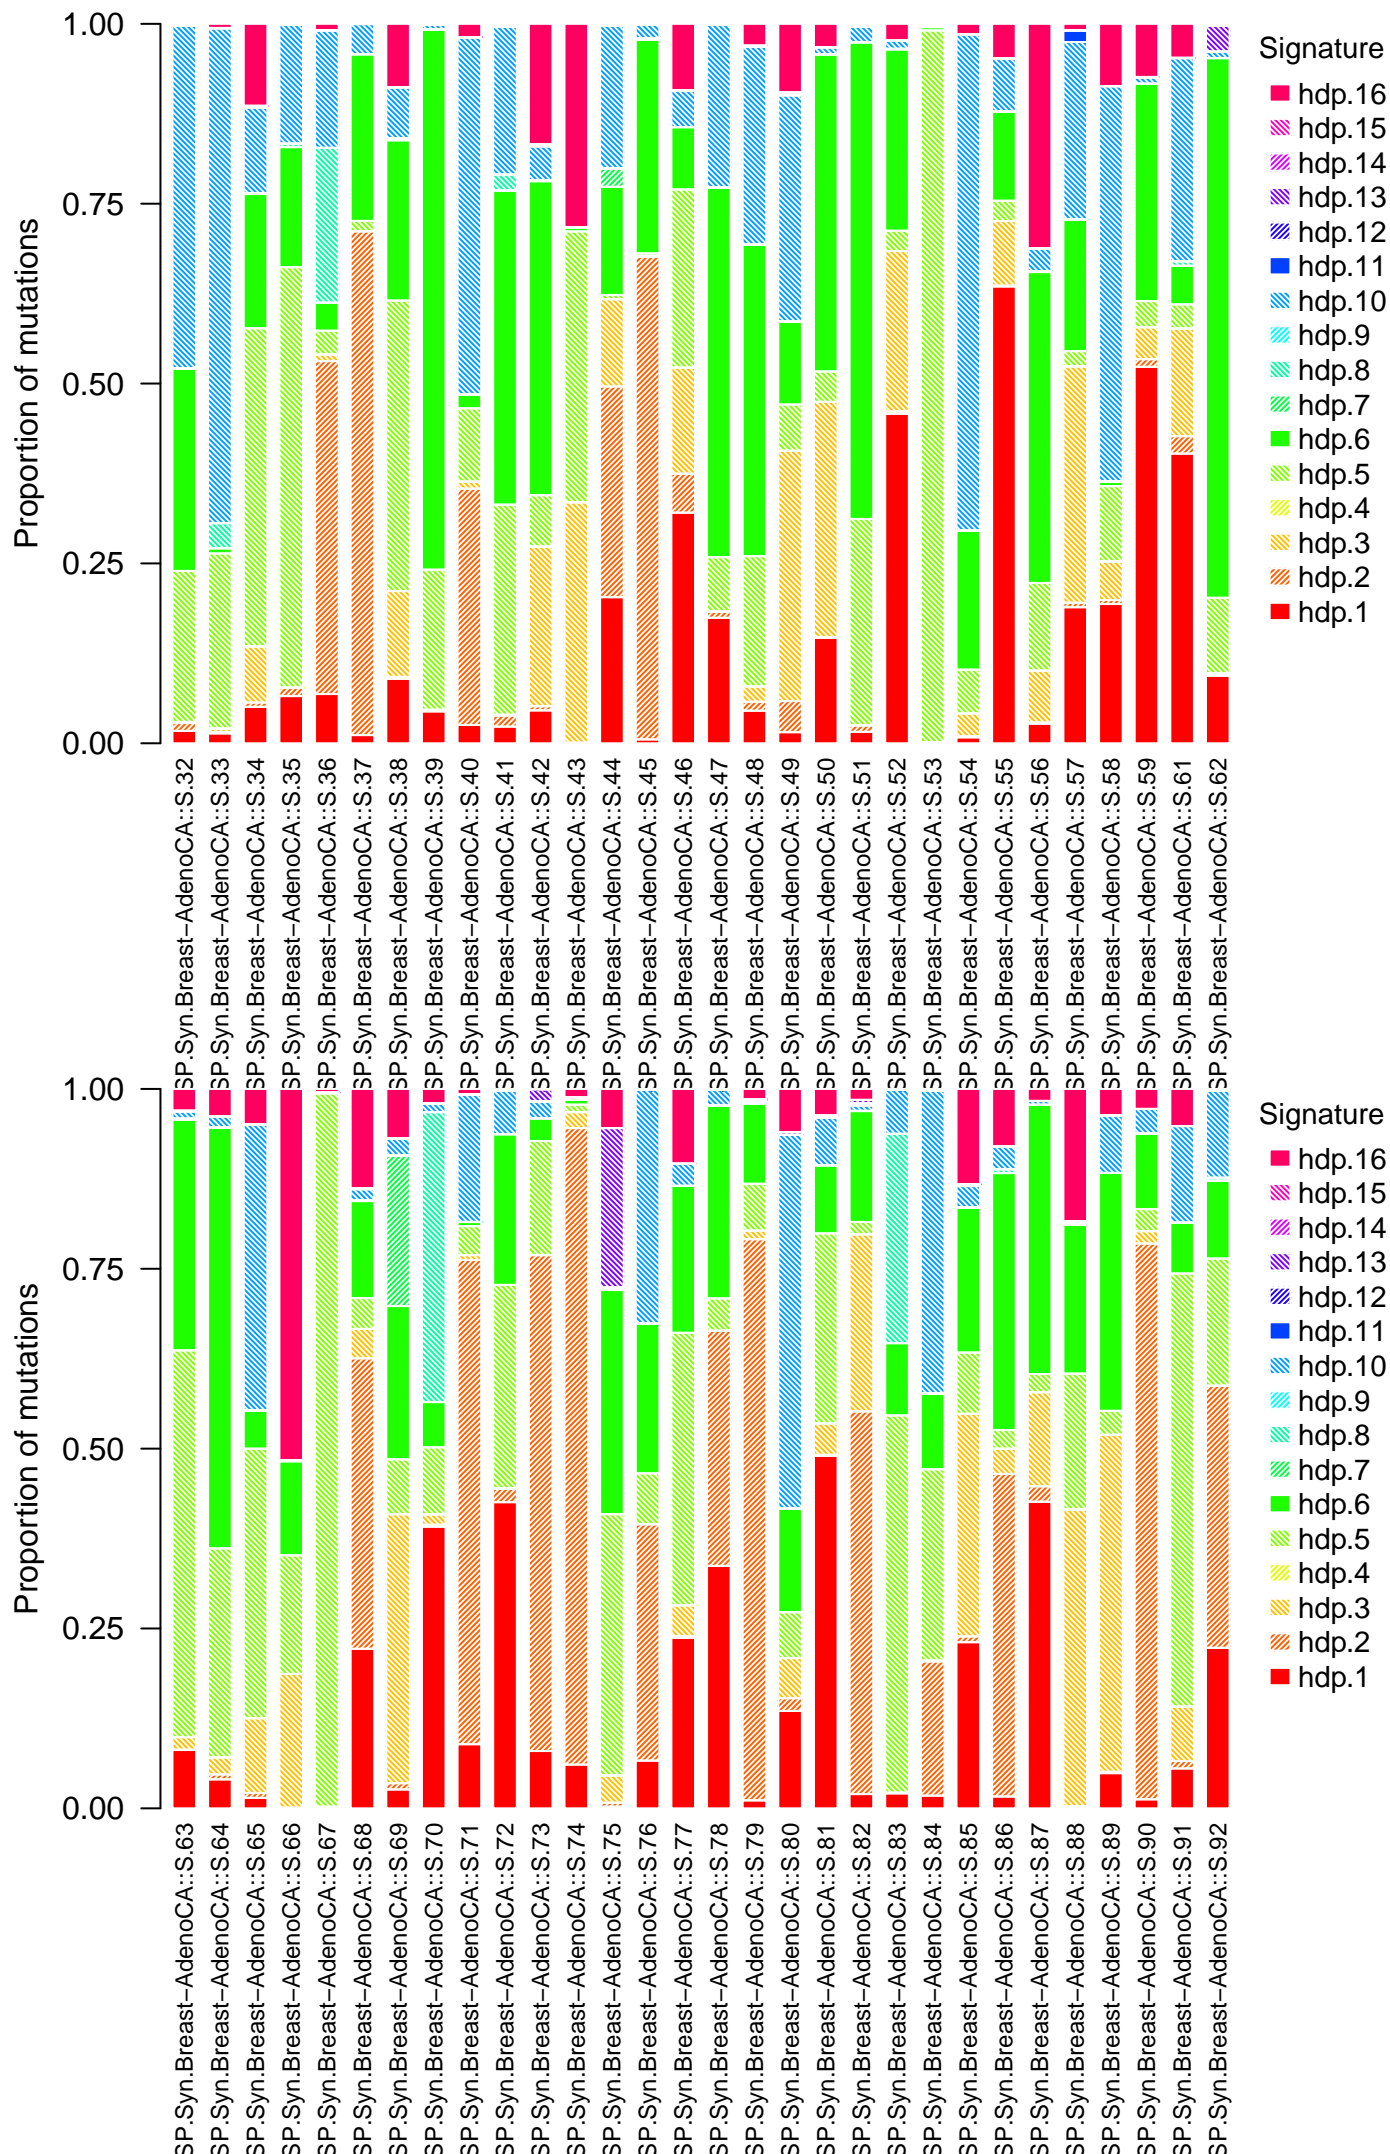 Proportion of mutations
1.00
0.75
0.50
0.25
0.00
SP.Syn.Breast−AdenoCA::S.32
SP.Syn.Breast−AdenoCA::S.33
SP.Syn.Breast−AdenoCA::S.34
SP.Syn.Breast−AdenoCA::S.35
SP.Syn.Breast−AdenoCA::S.36
SP.Syn.Breast−AdenoCA::S.37
SP.Syn.Breast−AdenoCA::S.38
SP.Syn.Breast−AdenoCA::S.39
SP.Syn.Breast−AdenoCA::S.40
SP.Syn.Breast−AdenoCA::S.41
SP.Syn.Breast−AdenoCA::S.42
SP.Syn.Breast−AdenoCA::S.43
SP.Syn.Breast−AdenoCA::S.44
SP.Syn.Breast−AdenoCA::S.45
SP.Syn.Breast−AdenoCA::S.46
SP.Syn.Breast−AdenoCA::S.47
SP.Syn.Breast−AdenoCA::S.48
SP.Syn.Breast−AdenoCA::S.49
SP.Syn.Breast−AdenoCA::S.50
SP.Syn.Breast−AdenoCA::S.51
SP.Syn.Breast−AdenoCA::S.52
SP.Syn.Breast−AdenoCA::S.53
SP.Syn.Breast−AdenoCA::S.54
SP.Syn.Breast−AdenoCA::S.55
SP.Syn.Breast−AdenoCA::S.56
SP.Syn.Breast−AdenoCA::S.57
SP.Syn.Breast−AdenoCA::S.58
SP.Syn.Breast−AdenoCA::S.59
SP.Syn.Breast−AdenoCA::S.61
SP.Syn.Breast−AdenoCA::S.62
Signature
hdp.16
hdp.15
hdp.14
hdp.13
hdp.12
hdp.11
hdp.10
hdp.9
hdp.8
hdp.7
hdp.6
hdp.5
hdp.4
hdp.3
hdp.2
hdp.1
Proportion of mutations
1.00
0.75
0.50
0.25
0.00
SP.Syn.Breast−AdenoCA::S.63
SP.Syn.Breast−AdenoCA::S.64
SP.Syn.Breast−AdenoCA::S.65
SP.Syn.Breast−AdenoCA::S.66
SP.Syn.Breast−AdenoCA::S.67
SP.Syn.Breast−AdenoCA::S.68
SP.Syn.Breast−AdenoCA::S.69
SP.Syn.Breast−AdenoCA::S.70
SP.Syn.Breast−AdenoCA::S.71
SP.Syn.Breast−AdenoCA::S.72
SP.Syn.Breast−AdenoCA::S.73
SP.Syn.Breast−AdenoCA::S.74
SP.Syn.Breast−AdenoCA::S.75
SP.Syn.Breast−AdenoCA::S.76
SP.Syn.Breast−AdenoCA::S.77
SP.Syn.Breast−AdenoCA::S.78
SP.Syn.Breast−AdenoCA::S.79
SP.Syn.Breast−AdenoCA::S.80
SP.Syn.Breast−AdenoCA::S.81
SP.Syn.Breast−AdenoCA::S.82
SP.Syn.Breast−AdenoCA::S.83
SP.Syn.Breast−AdenoCA::S.84
SP.Syn.Breast−AdenoCA::S.85
SP.Syn.Breast−AdenoCA::S.86
SP.Syn.Breast−AdenoCA::S.87
SP.Syn.Breast−AdenoCA::S.88
SP.Syn.Breast−AdenoCA::S.89
SP.Syn.Breast−AdenoCA::S.90
SP.Syn.Breast−AdenoCA::S.91
SP.Syn.Breast−AdenoCA::S.92
Signature
hdp.16
hdp.15
hdp.14
hdp.13
hdp.12
hdp.11
hdp.10
hdp.9
hdp.8
hdp.7
hdp.6
hdp.5
hdp.4
hdp.3
hdp.2
hdp.1